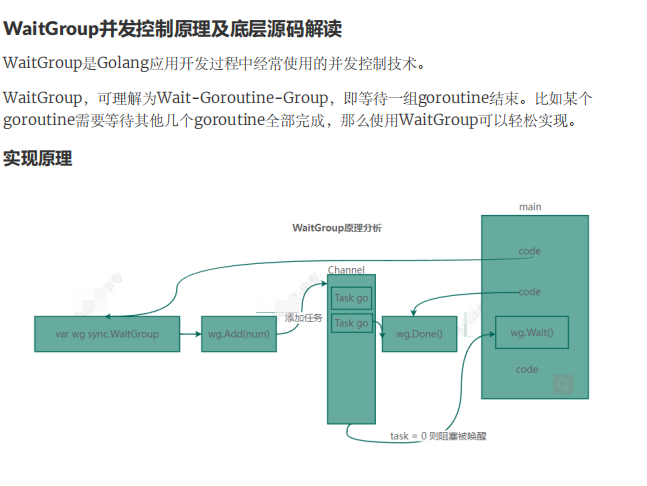 WaitGroup并发控制原理及底层源码解读
WaitGroup是Golang应用开发过程中经常使用的并发控制技术。
WaitGroup，可理解为Wait-Goroutine-Group，即等待一组goroutine结束。比如某个
goroutine需要等待其他几个goroutine全部完成，那么使用WaitGroup可以轻松实现。
实现原理
main
WaitGroup原理分析
code
Channel
code
Task go
添加任务
Task go
var wg sync.WaitGroup
wg.Add(num)
wg.Done()
wg.Wait()
code
task = 0 则阻塞被唤醒